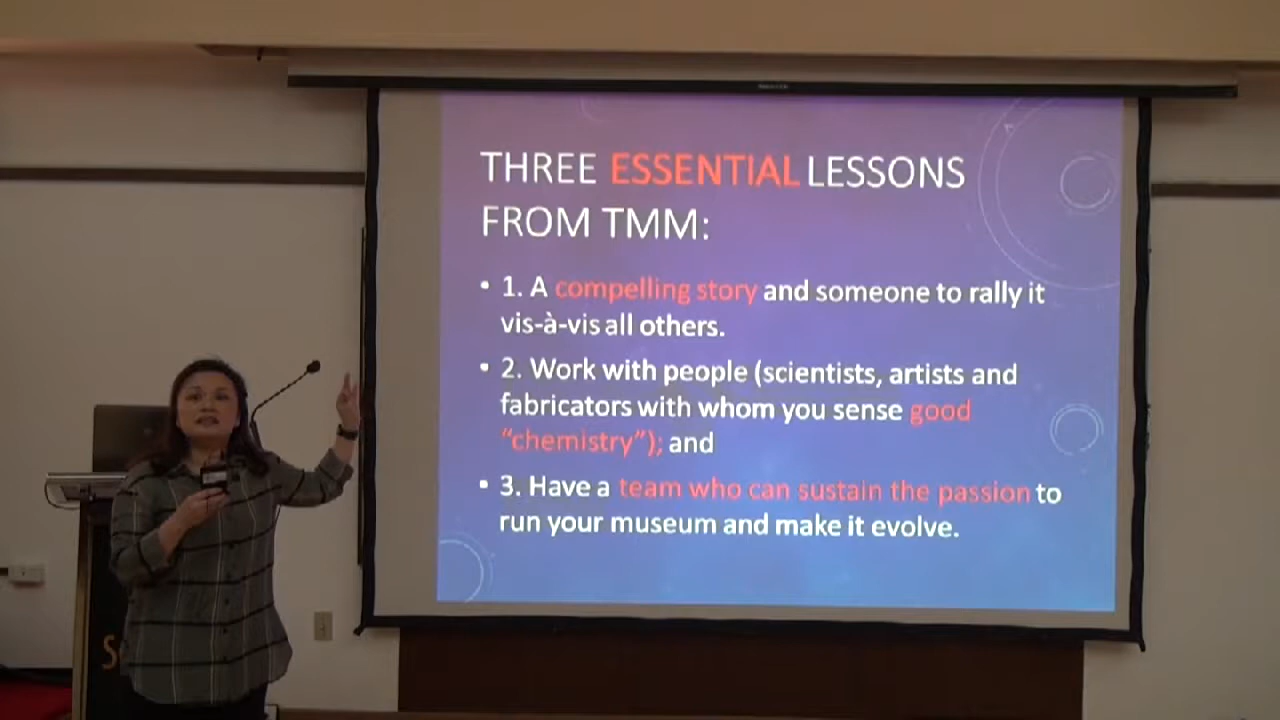 THREE ESSENTIAL LESSONS
FROM TMM:
• 1. A compelling story and someone to rally it
vis-à-vis all others.
• 2. Work with people (scientists, artists and
fabricators with whom you sense good
“chemistry”); and
• 3. Have a team who can sustain the passion to
run your museum and make it evolve.